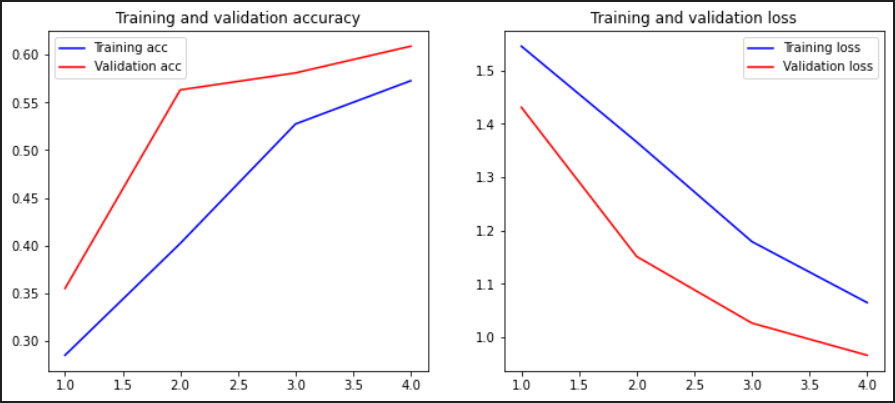 Training and validation accuracy
Training acc
Validation acc
0.60
0.55
0.50
0.45
0.40
0.35
0.30
1.0 1.5 2.0 2.5 3.0 3.5 4.0
Training and validation loss
Training loss
Validation loss
1.5
1.4
1.3
1.2
1.1
1.0
1.0 1.5 2.0 2.5 3.0 3.5 4.0